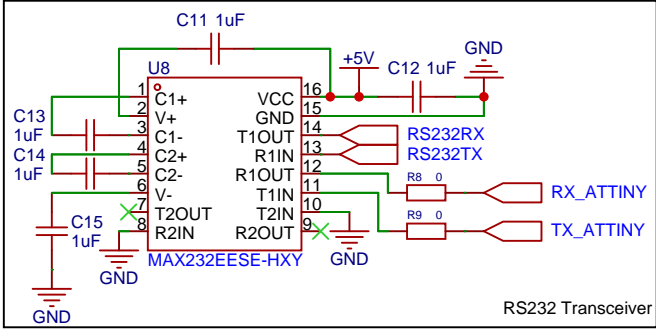 C11 1uF
GND
+5V
C12 1uF
U8
1 C1+ VCC 16
2 V+ GND 15
C13 1uF
3 C1- T1OUT 14 RS232RX
4 C2+ R1IN 13 RS232TX
C14 1uF
5 C2- R1OUT 12 R8 0 RX_ATTINY
6 V- T1IN 11
7 T2OUT T2IN 10 R9 0 TX_ATTINY
C15 1uF
8 R2IN R2OUT 9
MAX232EESE-HXY
GND
GND
GND
RS232 Transceiver